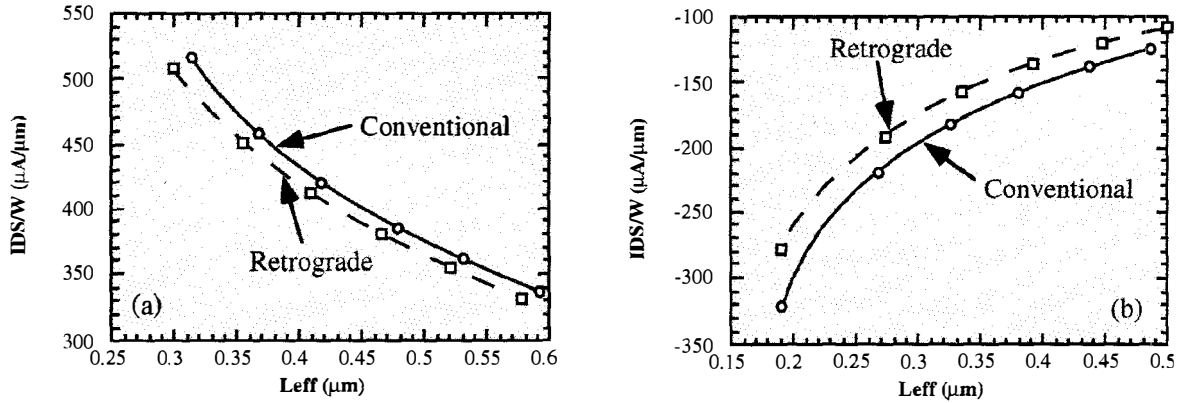 550
500
450
400
350
300
IDS/W (μA/μm)
Conventional
Retrograde
(a)
0.25 0.3 0.35 0.4 0.45 0.5 0.55 0.6
Leff (μm)
-100
-150
-200
-250
-300
-350
IDS/W (μA/μm)
Retrograde
Conventional
(b)
0.15 0.2 0.25 0.3 0.35 0.4 0.45 0.5
Leff (μm)